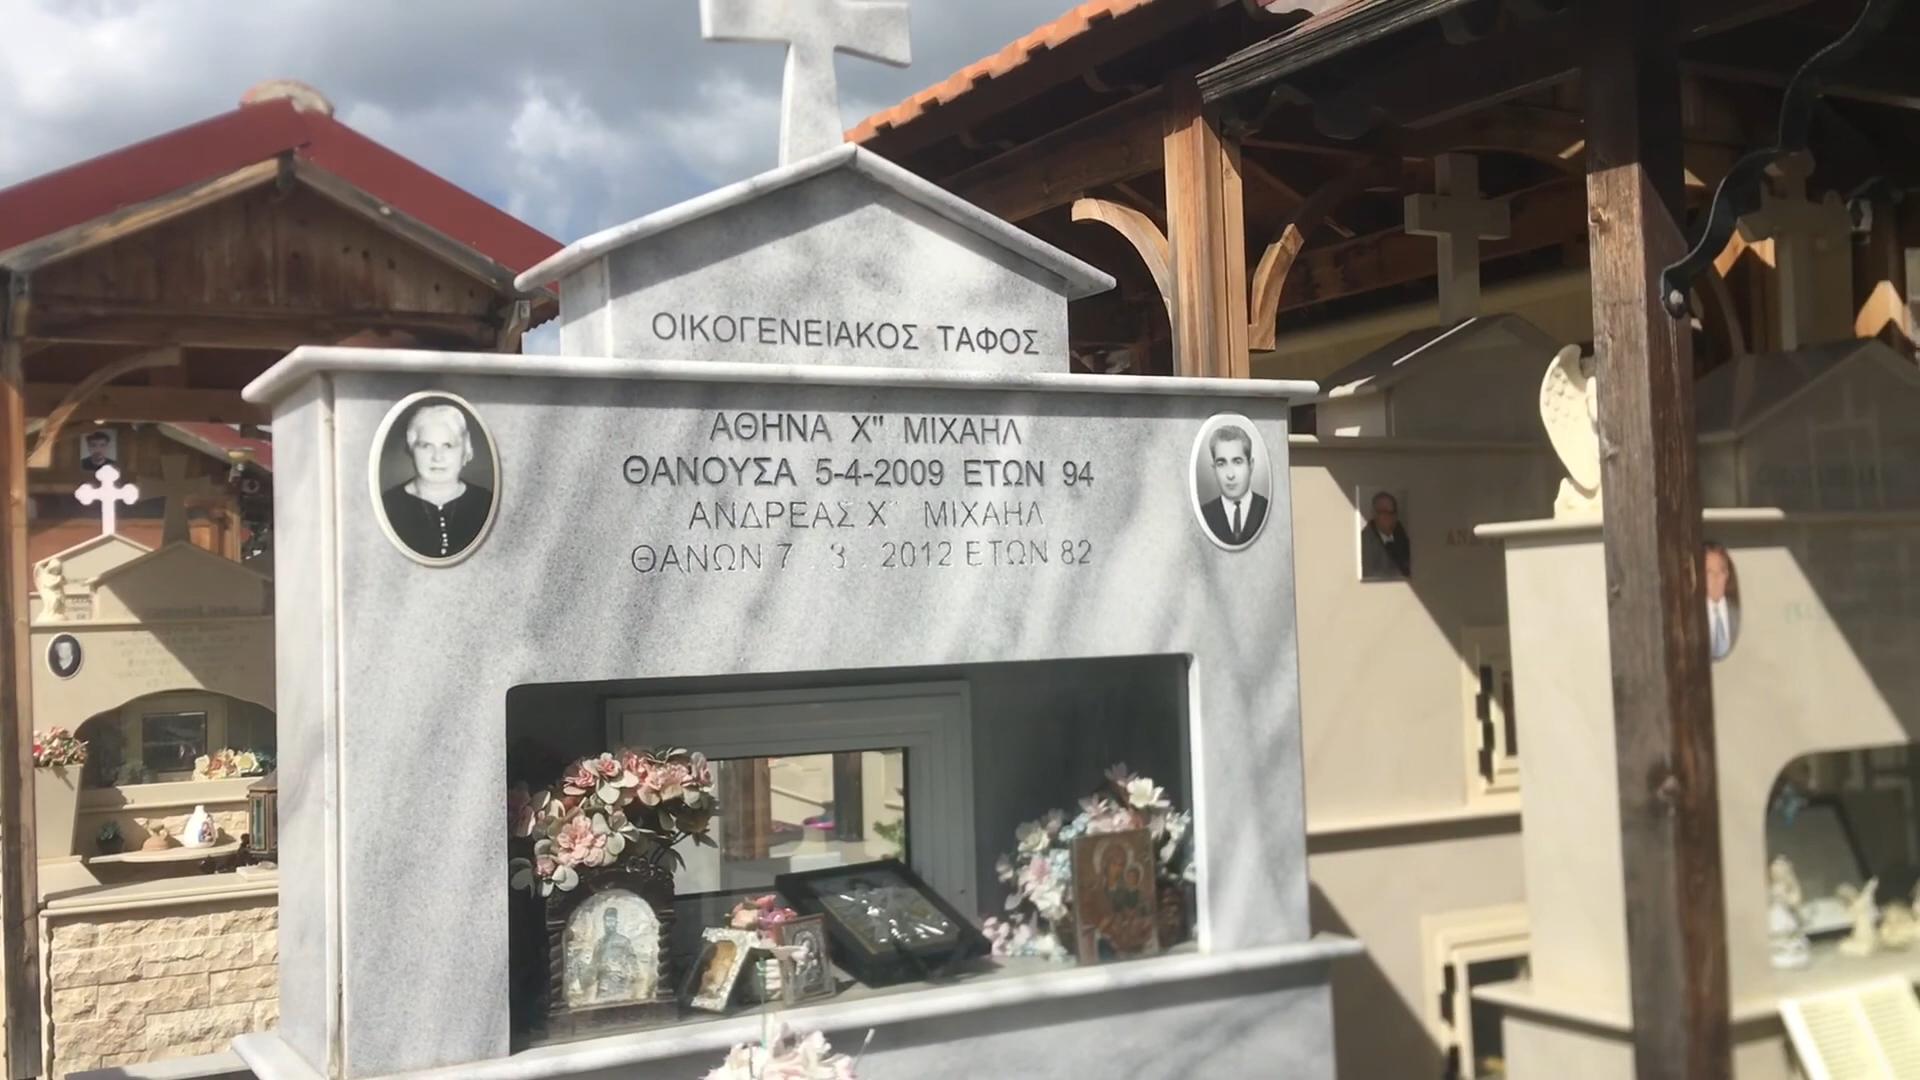 ΟΙΚΟΓΕΝΕΙΑΚΟΣ ΤΑΦΟΣ
ΑΘΗΝΑ Χ" ΜΙΧΑΗΛ
ΘΑΝΟΥΣΑ 5-4-2009 ΕΤΩΝ 94
ΑΝΔΡΕΑΣ Χ" ΜΙΧΑΗΛ
ΘΑΝΩΝ 7 . 3 . 2012 ΕΤΩΝ 82